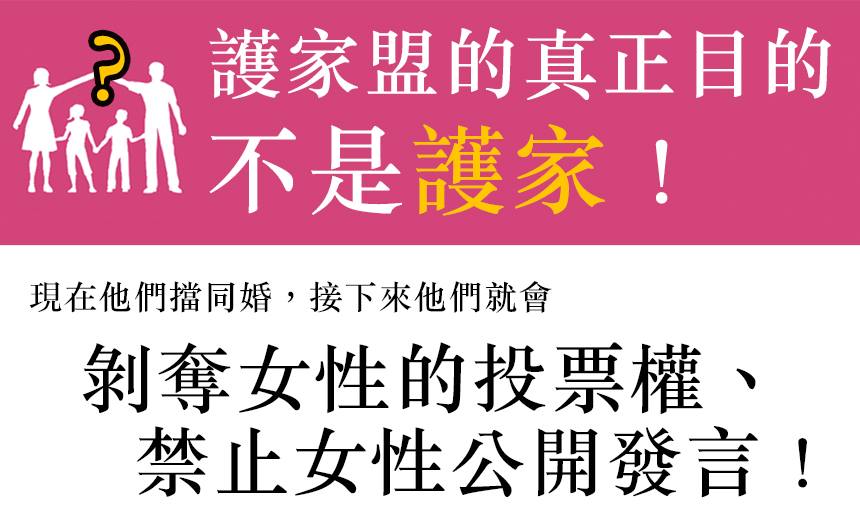 ?
護家盟的真正目的
不是護家!
現在他們擋同婚,接下來他們就會
剝奪女性的投票權、
禁止女性公開發言!